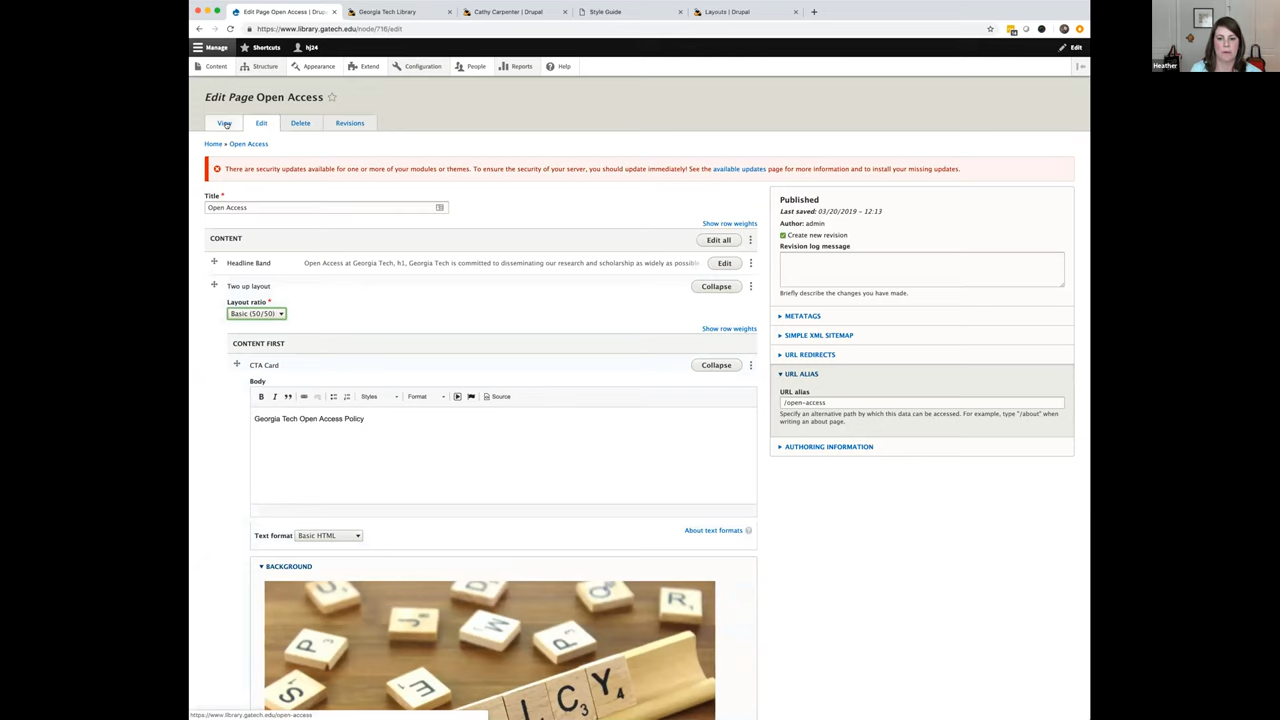 Edit Page Open Access | Drup
Georgia Tech Library
Cathy Carpenter | Drupal
Style Guide
Layouts | Drupal
https://www.library.gatech.edu/node/716/edit
Heather
Manage
Shortcuts
hj24
Edit
Content
Structure
Appearance
Extend
Configuration
People
Reports
Help
Edit Page Open Access
View
Edit
Delete
Revisions
Home » Open Access
There are security updates available for one or more of your modules or themes. To ensure the security of your server, you should update immediately! See the available updates page for more information and to install your missing updates.
Title *
Open Access
Show row weights
CONTENT
Edit all
Headline Band
Open Access at Georgia Tech, h1, Georgia Tech is committed to disseminating our research and scholarship as widely as possible
Edit
Two up layout
Collapse
Layout ratio *
Basic (50/50)
Show row weights
CONTENT FIRST
CTA Card
Collapse
Body
Styles
Format
Source
Georgia Tech Open Access Policy
About text formats
Text format
Basic HTML
BACKGROUND
Published
Last saved: 03/20/2019 - 12:13
Author: admin
Create new revision
Revision log message
Briefly describe the changes you have made.
METATAGS
SIMPLE XML SITEMAP
URL REDIRECTS
URL ALIAS
URL alias
/open-access
Specify an alternative path by which this data can be accessed. For example, type "/about" when
writing an about page.
AUTHORING INFORMATION
https://www.library.gatech.edu/open-access